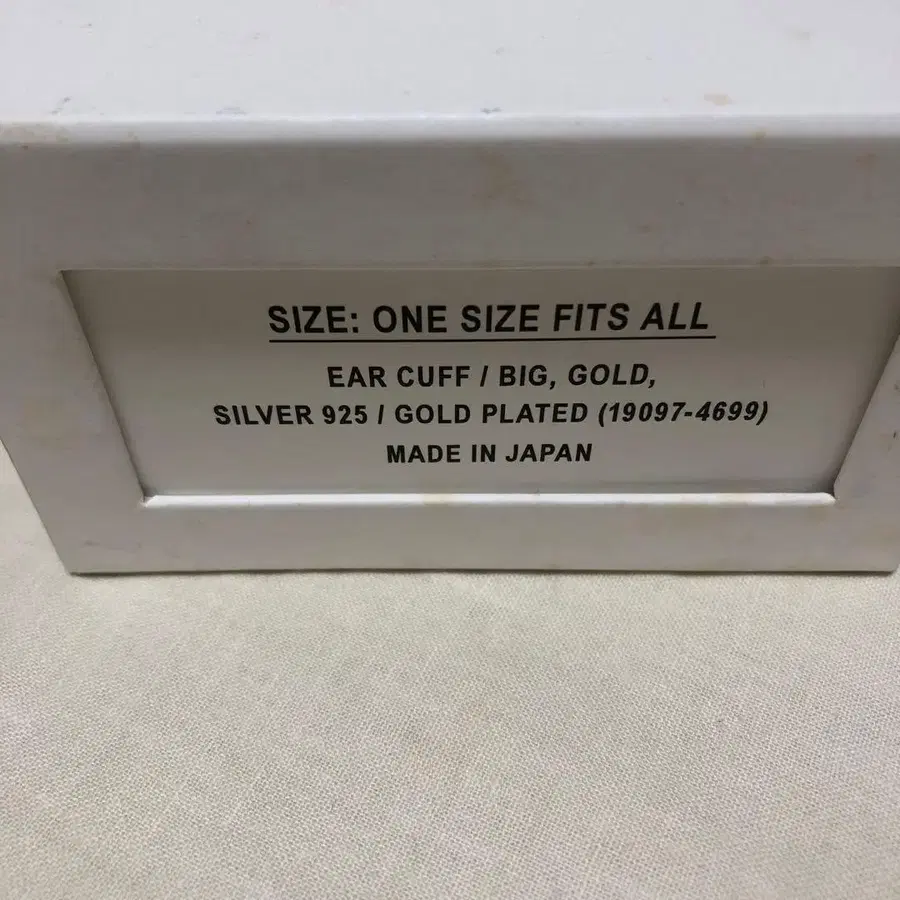 SIZE: ONE SIZE FITS ALL
EAR CUFF / BIG, GOLD,
SILVER 925 / GOLD PLATED (19097-4699)
MADE IN JAPAN